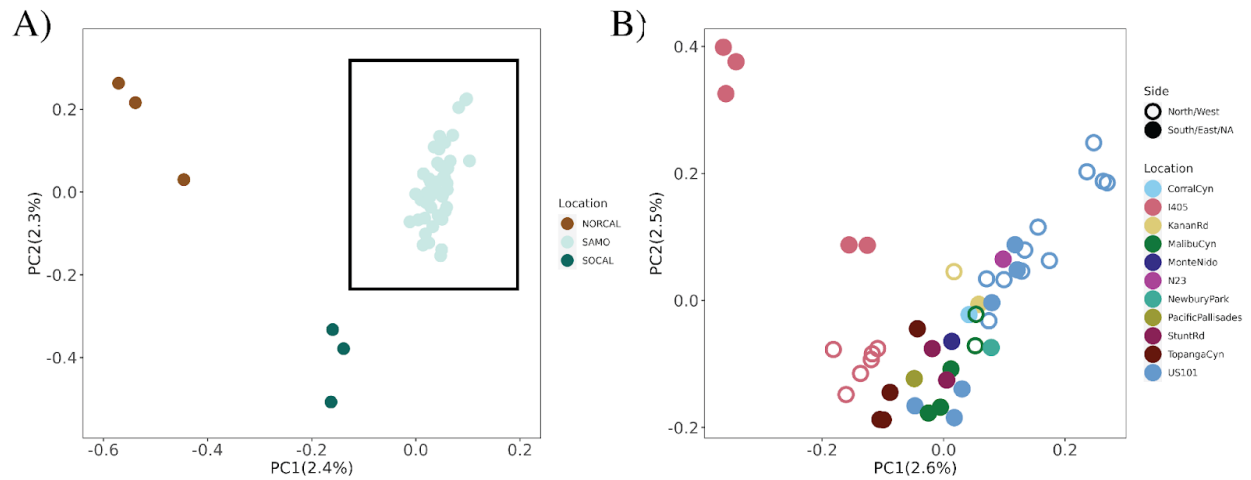 A)
0.2
0.0
-0.2
-0.4
PC2(2.3%)
-0.6
-0.4
-0.2
0.0
0.2
PC1(2.4%)
Location
NORCAL
SAMO
SOCAL
B)
0.4
0.2
0.0
-0.2
PC2(2.5%)
-0.2
0.0
0.2
PC1(2.6%)
Side
North/West
South/East/NA
Location
CorralCyn
I405
KananRd
MalibuCyn
MonteNido
N23
NewburyPark
PacificPallisades
StuntRd
TopangaCyn
US101